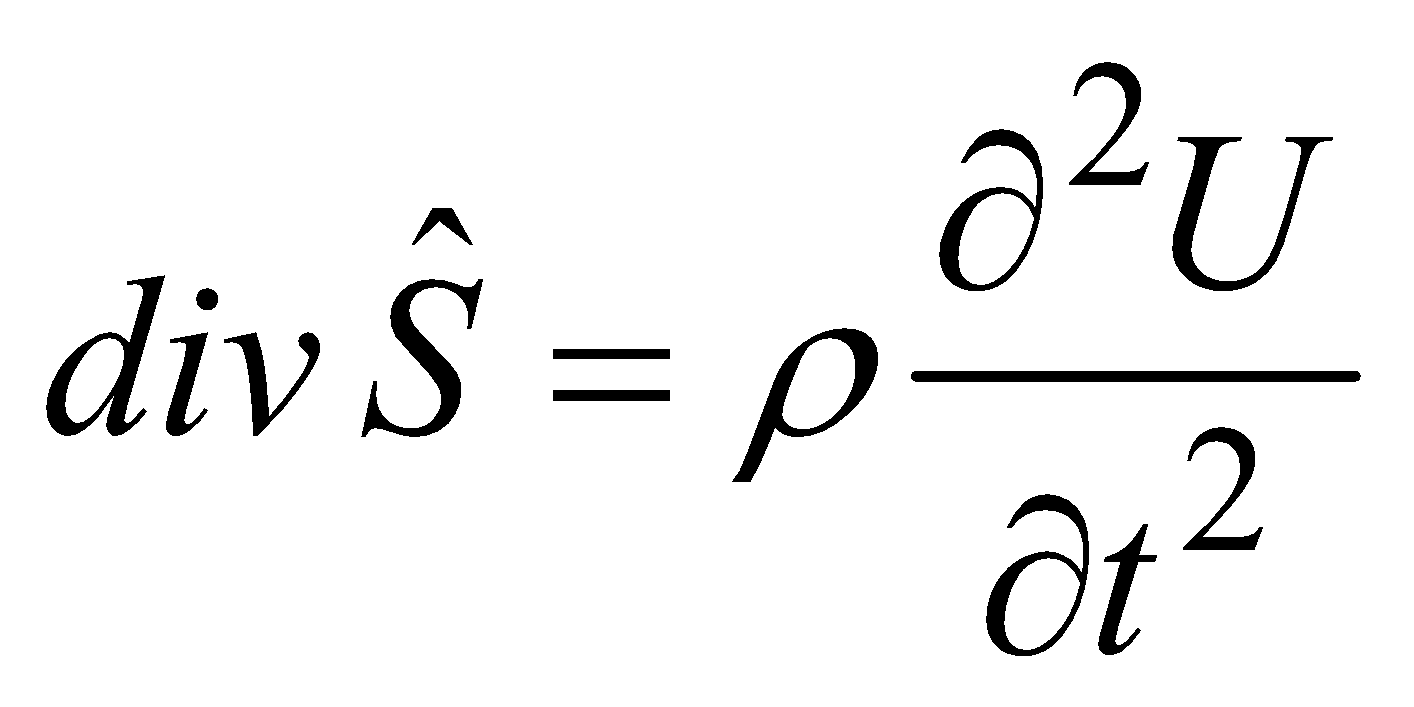 div Ŝ = ρ ∂²U / ∂t²